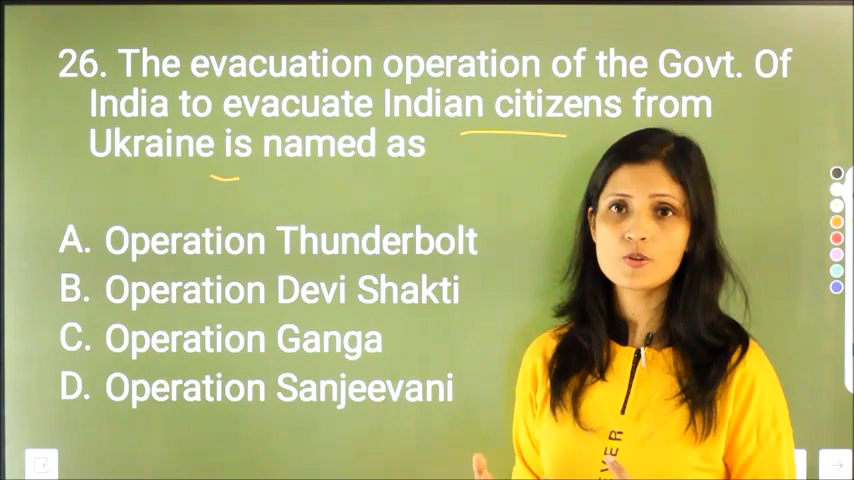 26. The evacuation operation of the Govt. Of
India to evacuate Indian citizens from
Ukraine is named as
A. Operation Thunderbolt
B. Operation Devi Shakti
C. Operation Ganga
D. Operation Sanjeevani
EVER